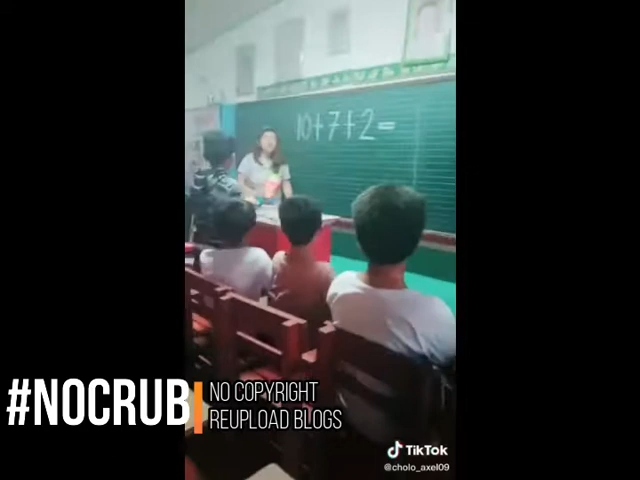 10+7+2=
#NOCRUB
NO COPYRIGHT
REUPLOAD BLOGS
TikTok
@cholo_axel09